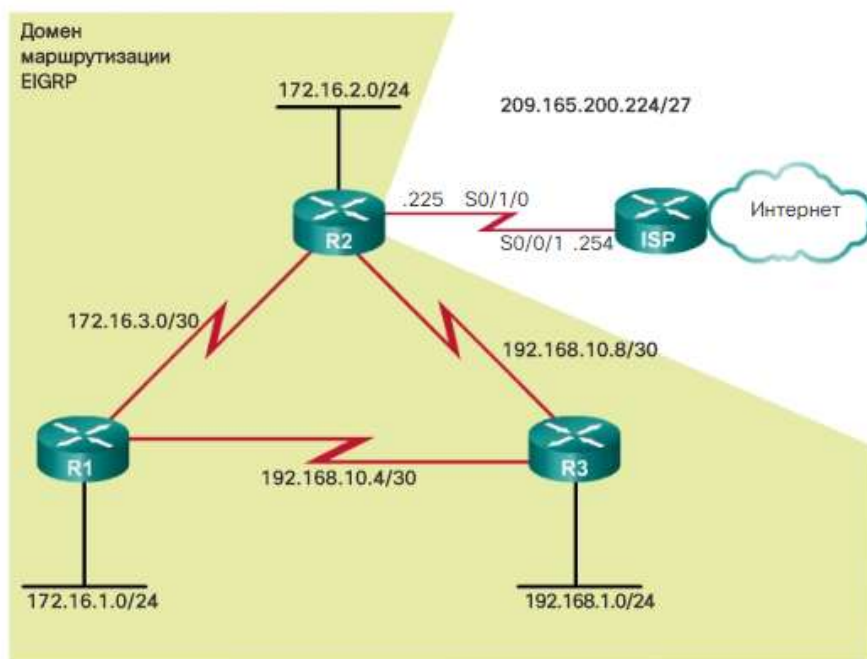 Домен
маршрутизации
EIGRP
172.16.2.0/24
209.165.200.224/27
.225 S0/1/0
Интернет
R2
S0/0/1 .254
ISP
172.16.3.0/30
192.168.10.8/30
R1
R3
192.168.10.4/30
172.16.1.0/24
192.168.1.0/24